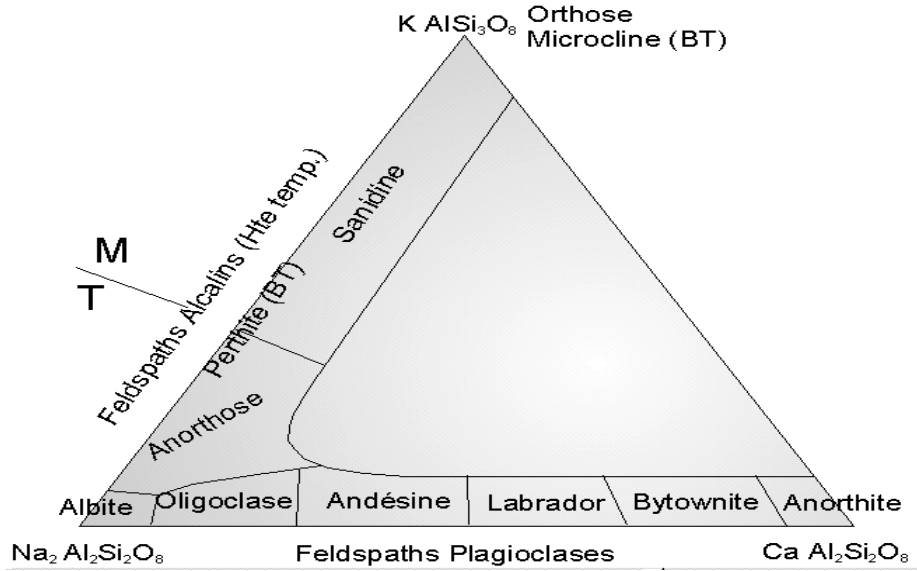 K AlSi₃O₈ Orthose
Microcline (BT)
Feldspaths Alcalins (Hte temp.)
Sanidine
M
T
Perthite (BT)
Anorthose
Albite Oligoclase Andésine Labrador Bytownite Anorthite
Na₂ Al₂Si₂O₈ Feldspaths Plagioclases Ca Al₂Si₂O₈